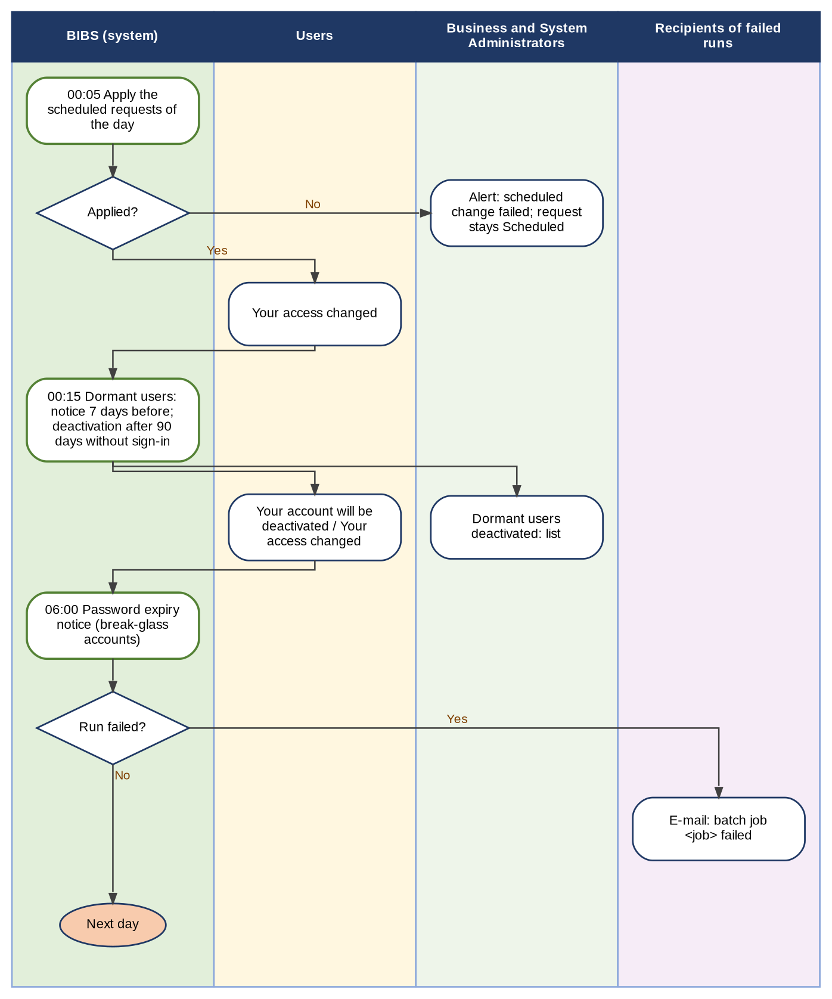 BIBS (system)
Users
Business and System
Administrators
Recipients of failed
runs
00:05 Apply the
scheduled requests of
the day
Applied?
No
Alert: scheduled
change failed; request
stays Scheduled
Yes
Your access changed
00:15 Dormant users:
notice 7 days before;
deactivation after 90
days without sign-in
Your account will be
deactivated / Your
access changed
Dormant users
deactivated: list
06:00 Password expiry
notice (break-glass
accounts)
Run failed?
Yes
No
E-mail: batch job
<job> failed
Next day